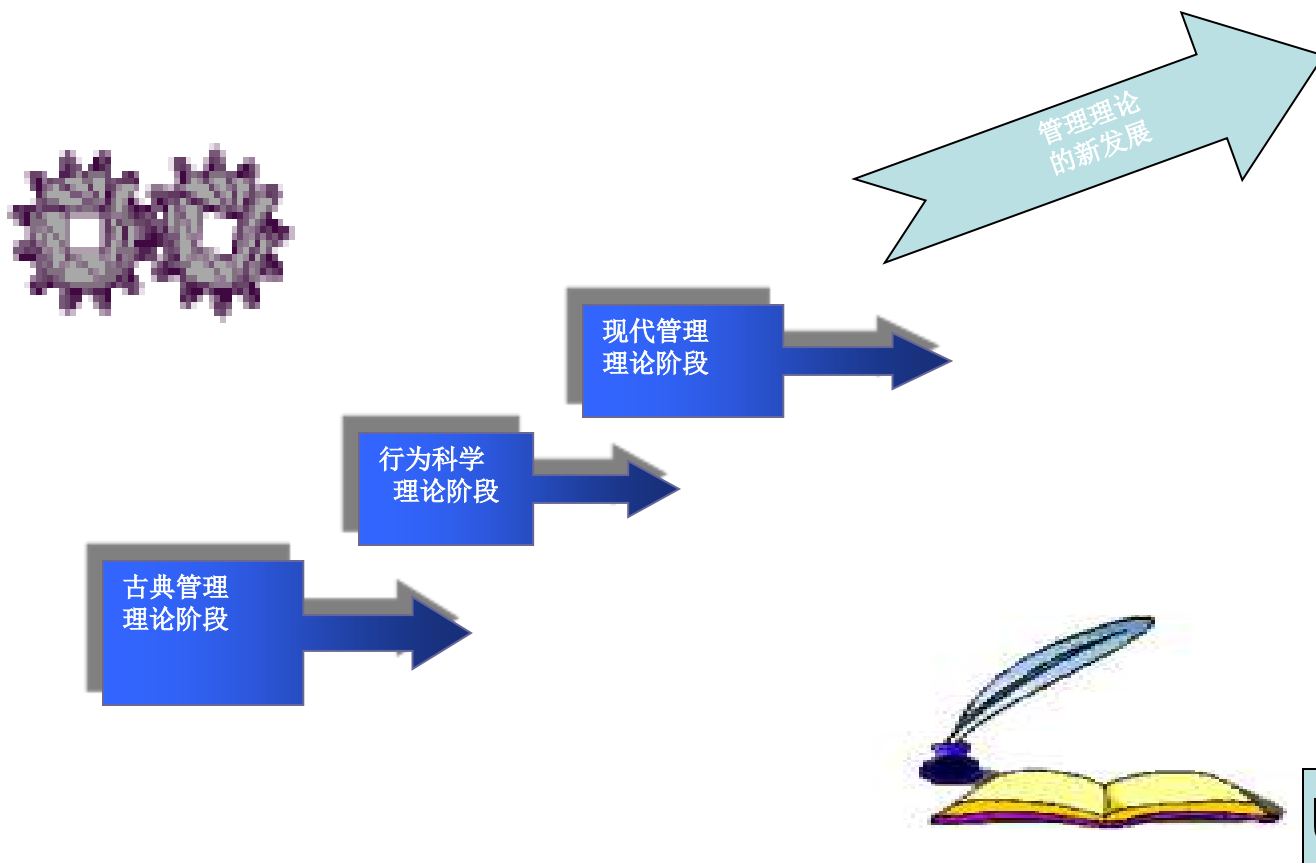 管理理论
的新发展
现代管理
理论阶段
行为科学
理论阶段
古典管理
理论阶段